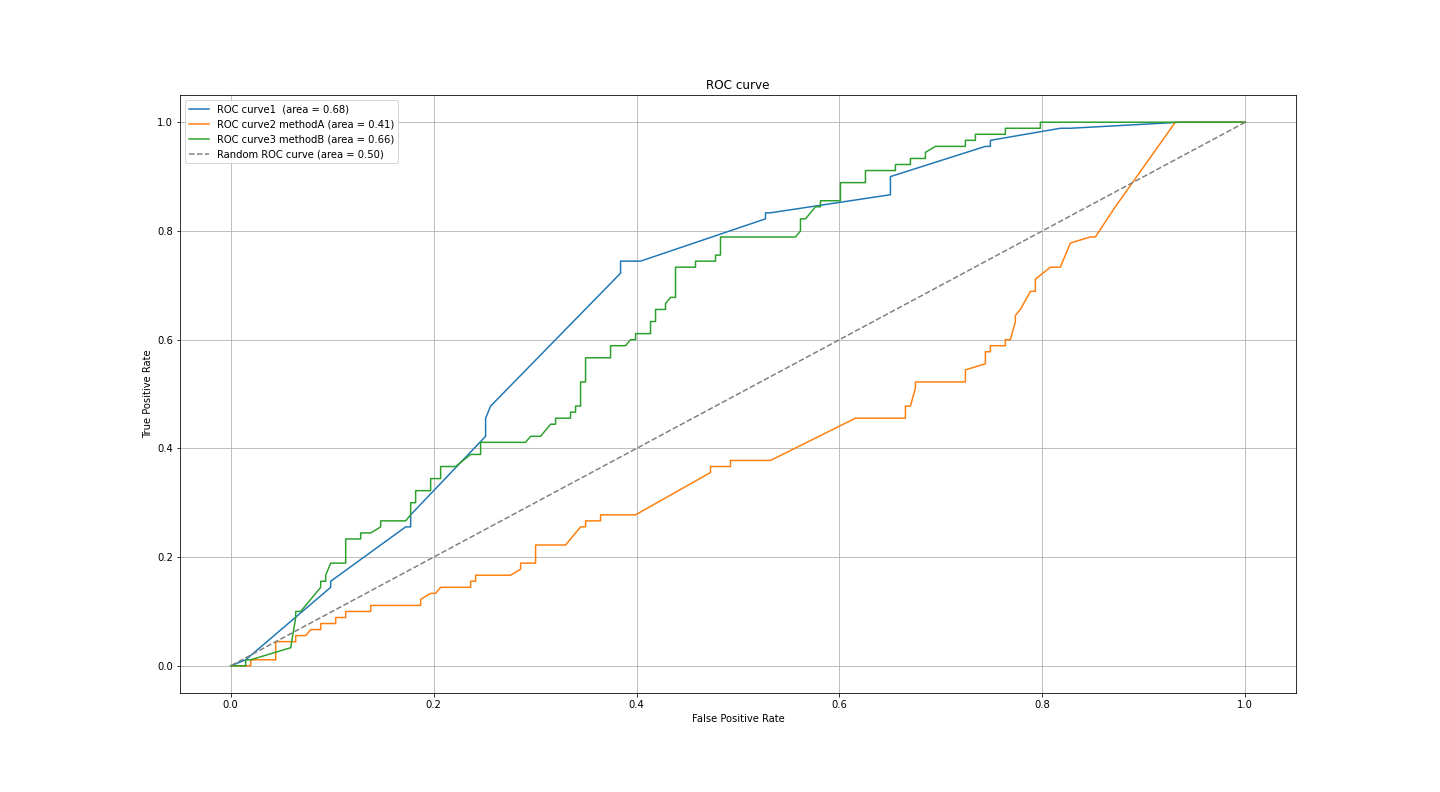 ROC curve
ROC curve1  (area = 0.68)
ROC curve2 methodA (area = 0.41)
ROC curve3 methodB (area = 0.66)
Random ROC curve (area = 0.50)
True Positive Rate
1.0
0.8
0.6
0.4
0.2
0.0
0.0 0.2 0.4 0.6 0.8 1.0
False Positive Rate